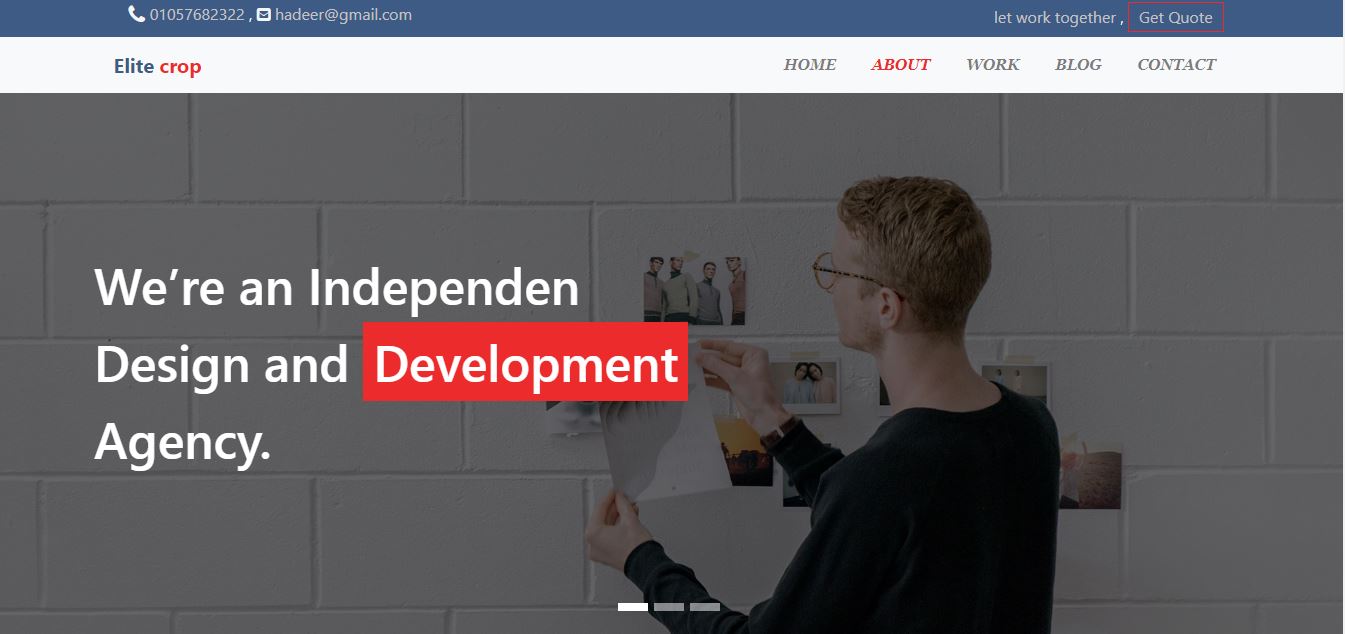 01057682322 , hadeer@gmail.com
let work together , Get Quote
Elite crop
HOME ABOUT WORK BLOG CONTACT
We’re an Independen
Design and Development
Agency.